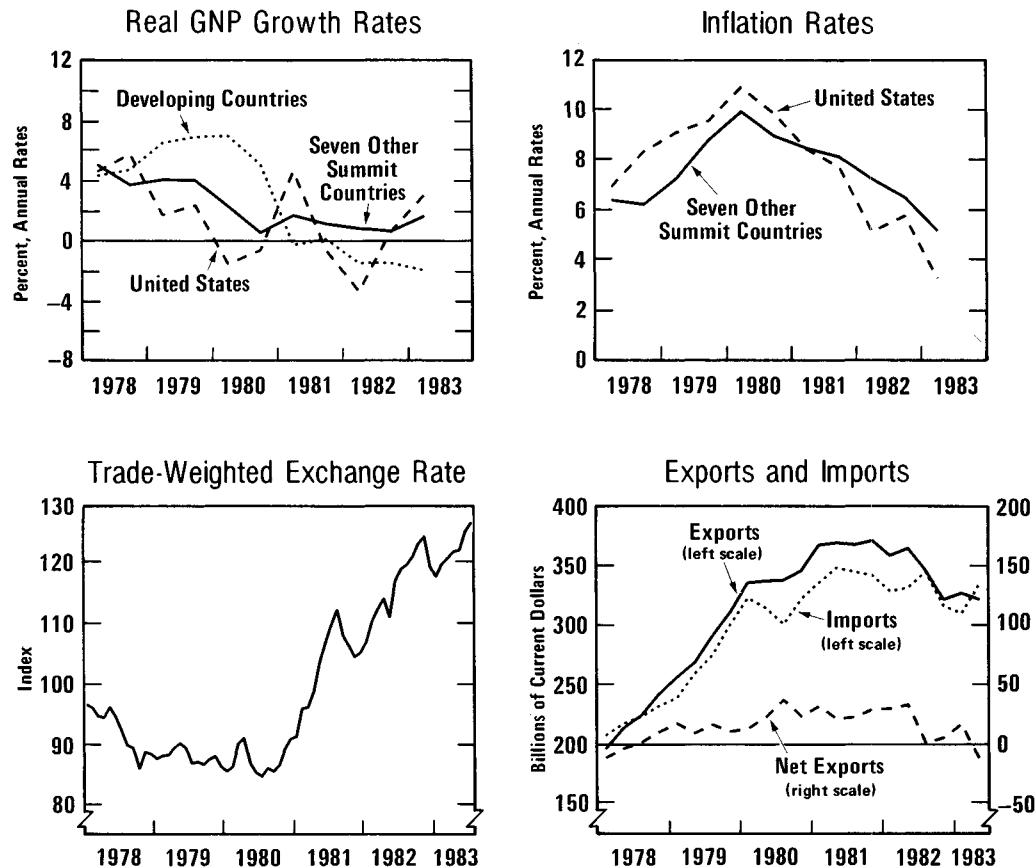 Real GNP Growth Rates
12
8
4
0
−4
−8
Percent, Annual Rates
Developing Countries
Seven Other
Summit
Countries
United States
1978 1979 1980 1981 1982 1983
Inflation Rates
12
10
8
6
4
2
0
Percent, Annual Rates
United States
Seven Other
Summit Countries
1978 1979 1980 1981 1982 1983
Trade-Weighted Exchange Rate
130
120
110
100
90
80
Index
1978 1979 1980 1981 1982 1983
Exports and Imports
400
350
300
250
200
150
Billions of Current Dollars
200
150
100
50
0
−50
Exports
(left scale)
Imports
(left scale)
Net Exports
(right scale)
1978 1979 1980 1981 1982 1983